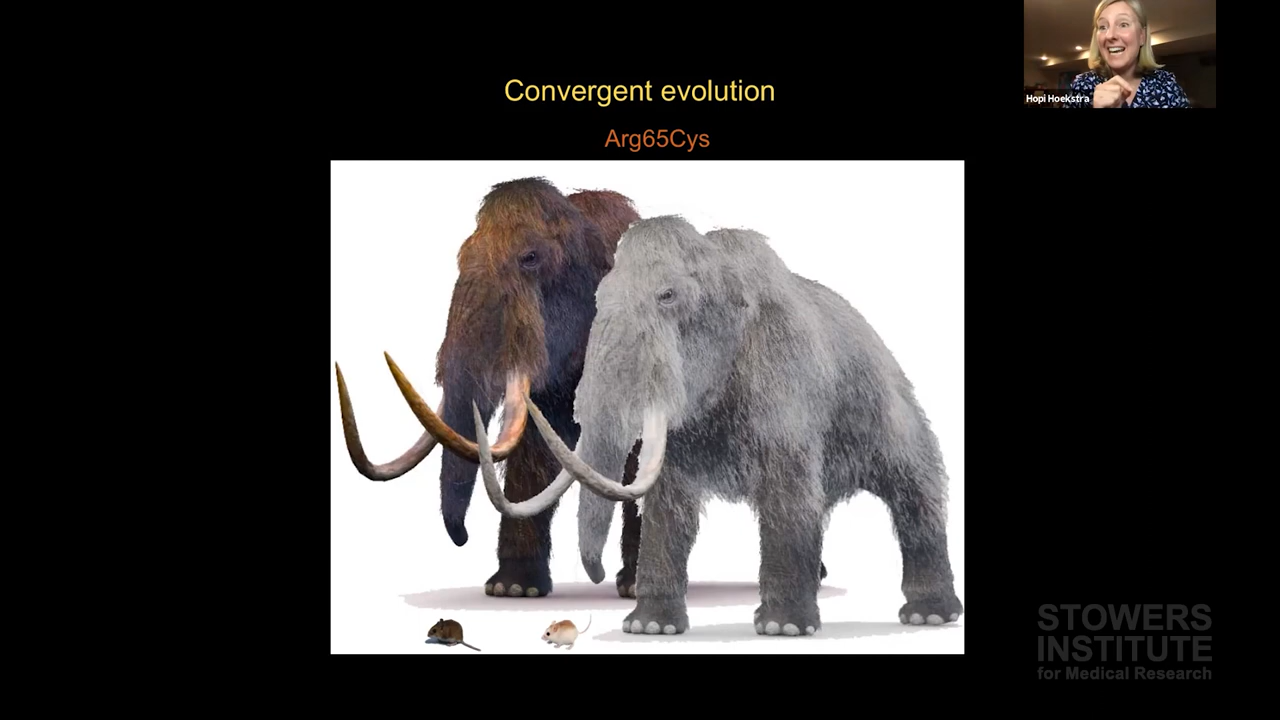 Convergent evolution
Arg65Cys
Hopi Hoekstra
STOWERS
INSTITUTE
for Medical Research